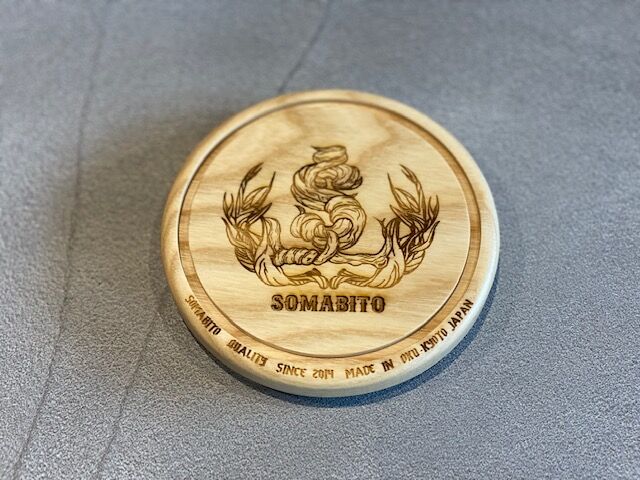 SOMABITO
SOMABITO QUALITY SINCE 2014 MADE IN OKU-KYOTO JAPAN